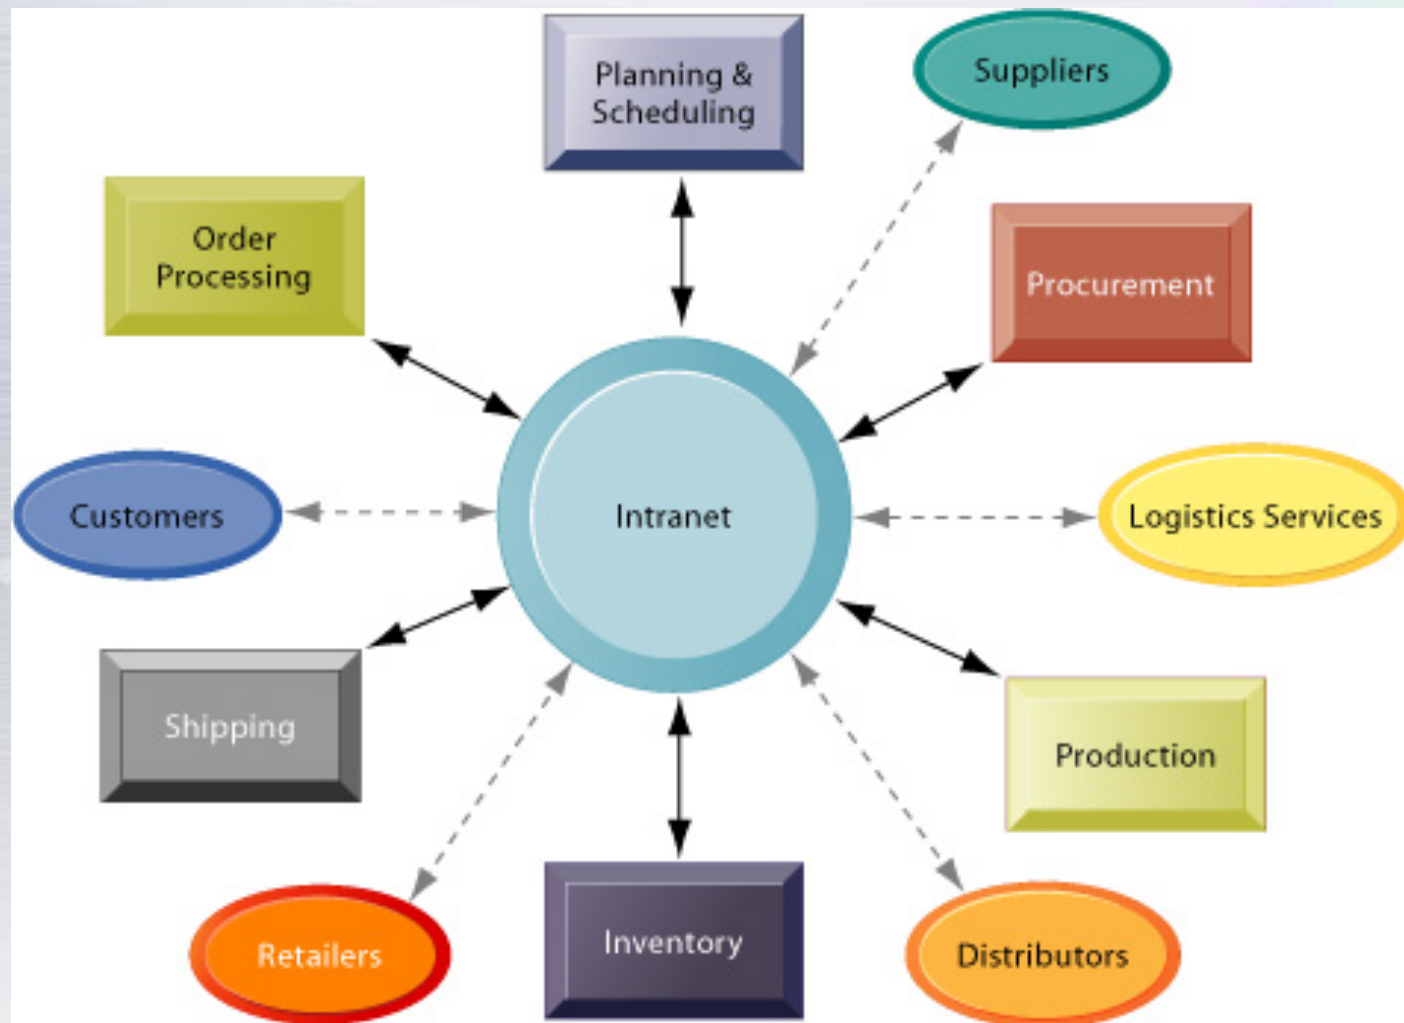 Planning &
Scheduling
Suppliers
Order
Processing
Procurement
Customers
Intranet
Logistics Services
Shipping
Production
Retailers
Inventory
Distributors